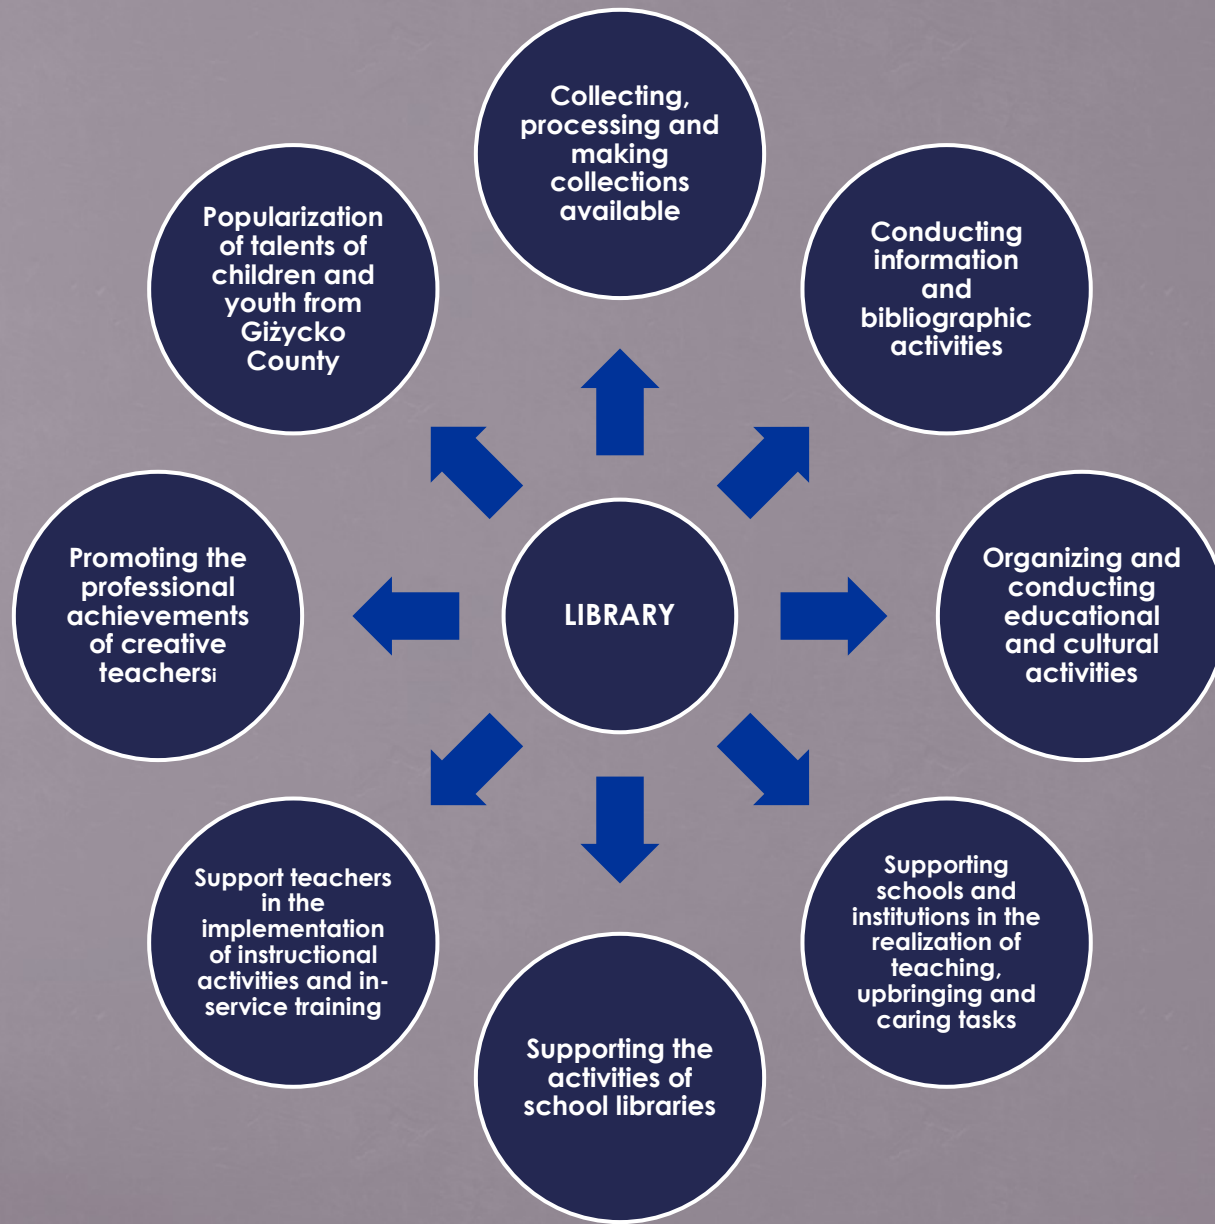 Collecting,
processing and
making
collections
available
Conducting
information
and
bibliographic
activities
Organizing and
conducting
educational
and cultural
activities
Supporting
schools and
institutions in the
realization of
teaching,
upbringing and
caring tasks
Supporting the
activities of
school libraries
Support teachers
in the
implementation
of instructional
activities and in-
service training
Promoting the
professional
achievements
of creative
teachersi
Popularization
of talents of
children and
youth from
Giżycko
County
LIBRARY